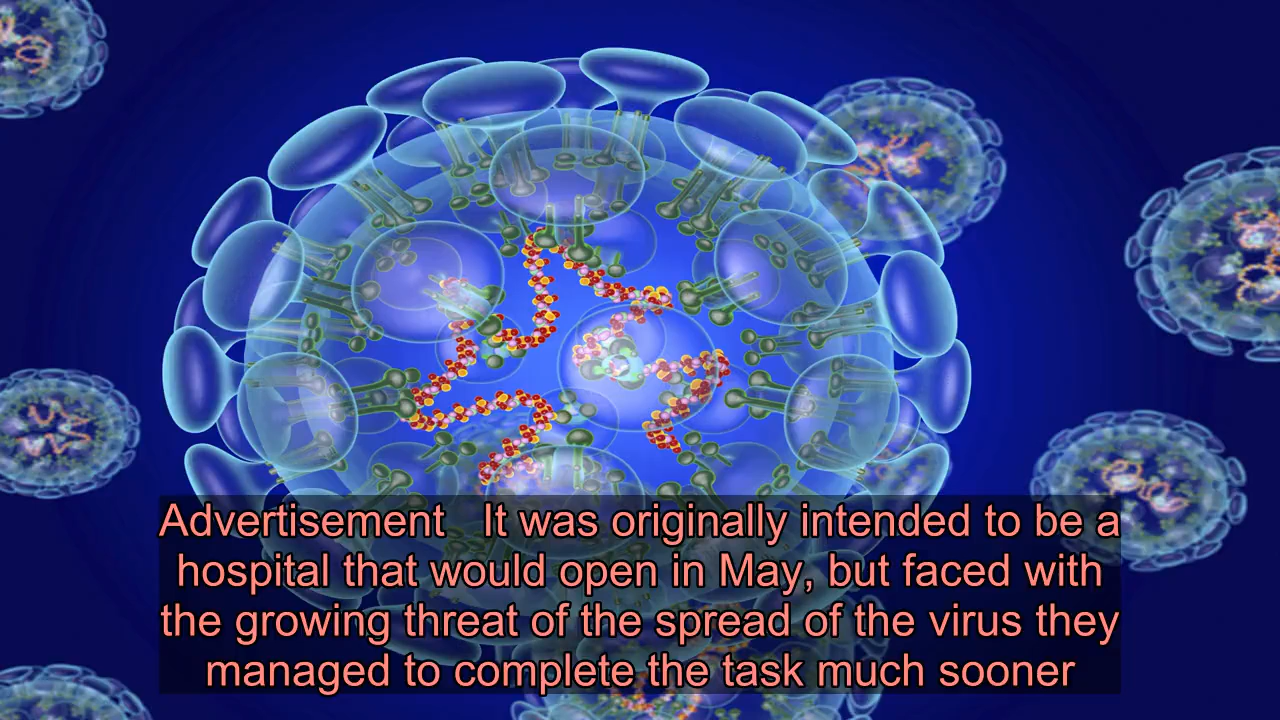 Advertisement   It was originally intended to be a
hospital that would open in May, but faced with
the growing threat of the spread of the virus they
managed to complete the task much sooner